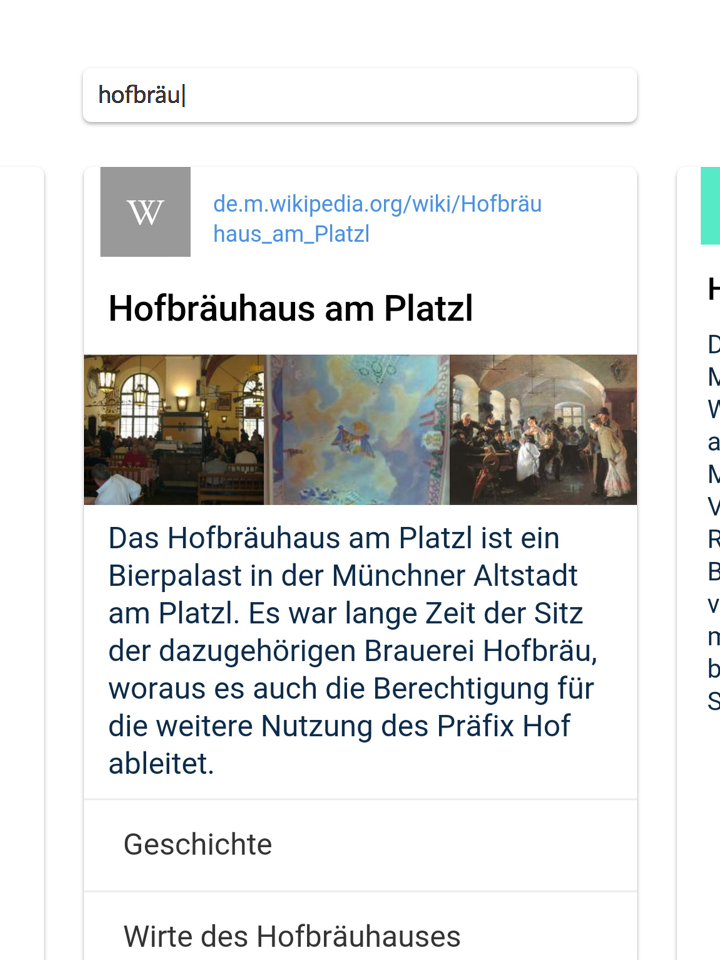 hofbräu
W
de.m.wikipedia.org/wiki/Hofbräu
haus_am_Platzl
Hofbräuhaus am Platzl
Das Hofbräuhaus am Platzl ist ein
Bierpalast in der Münchner Altstadt
am Platzl. Es war lange Zeit der Sitz
der dazugehörigen Brauerei Hofbräu,
woraus es auch die Berechtigung für
die weitere Nutzung des Präfix Hof
ableitet.
Geschichte
Wirte des Hofbräuhauses